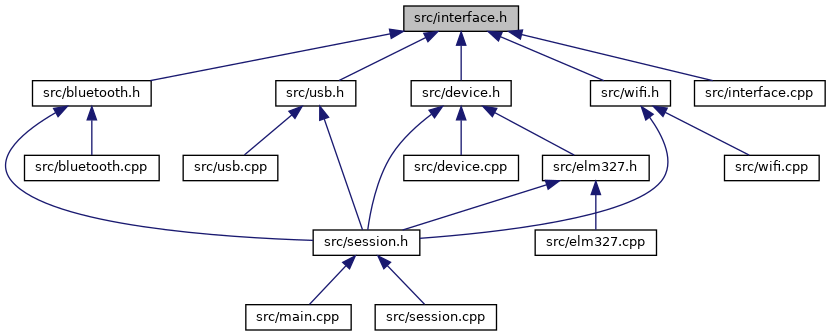 src/interface.h
src/bluetooth.h
src/usb.h
src/device.h
src/wifi.h
src/interface.cpp
src/bluetooth.cpp
src/usb.cpp
src/device.cpp
src/elm327.h
src/wifi.cpp
src/session.h
src/elm327.cpp
src/main.cpp
src/session.cpp